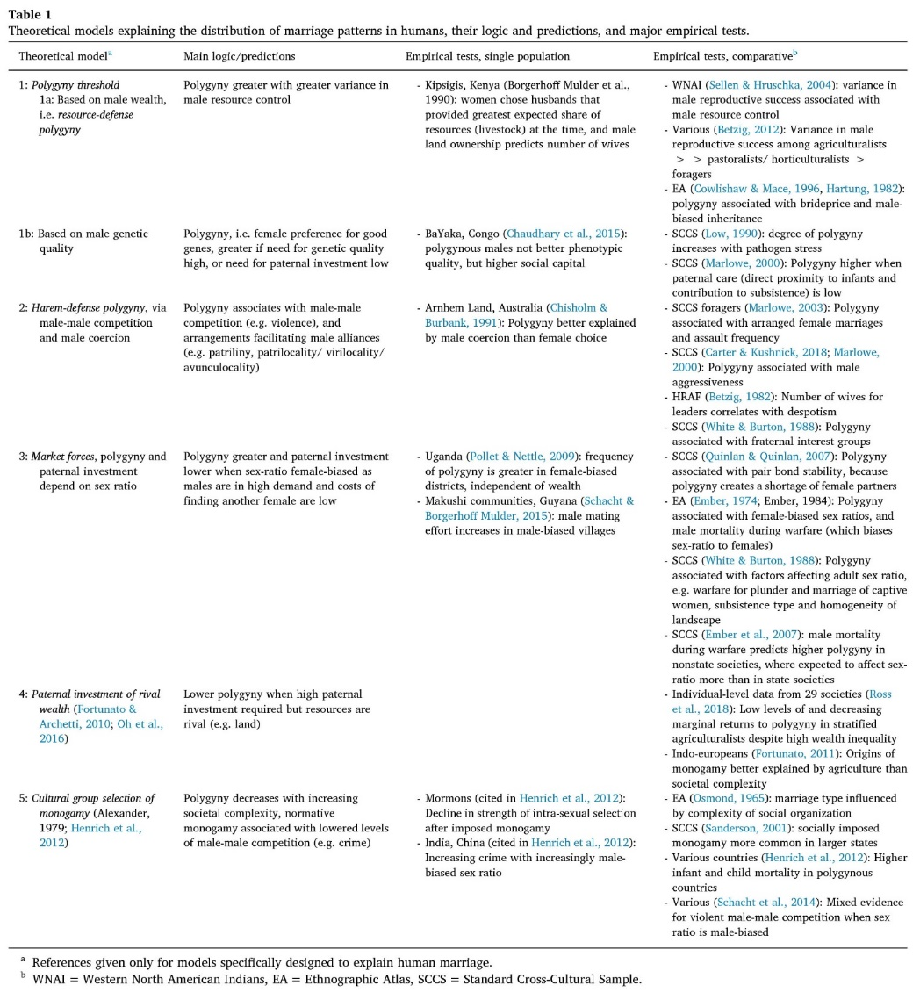 Table 1
Theoretical models explaining the distribution of marriage patterns in humans, their logic and predictions, and major empirical tests.
Theoretical modelᵃ
Main logic/predictions
Empirical tests, single population
Empirical tests, comparativeᵇ
1: Polygyny threshold
1a: Based on male wealth,
i.e. resource-defense
polygyny
Polygyny greater with greater variance in
male resource control
- Kipsigis, Kenya (Borgerhoff Mulder et al.,
1990): women chose husbands that
provided greatest expected share of
resources (livestock) at the time, and male
land ownership predicts number of wives
- WNAI (Sellen & Hruschka, 2004): variance in
male reproductive success associated with
male resource control
- Various (Betzig, 2012): Variance in male
reproductive success among agriculturalists
> > pastoralists/ horticulturalists >
foragers
- EA (Cowlishaw & Mace, 1996, Hartung, 1982):
polygyny associated with brideprice and male-
biased inheritance
1b: Based on male genetic
quality
Polygyny, i.e. female preference for good
genes, greater if need for genetic quality
high, or need for paternal investment low
- BaYaka, Congo (Chaudhary et al., 2015):
polygynous males not better phenotypic
quality, but higher social capital
- SCCS (Low, 1990): degree of polygyny
increases with pathogen stress
- SCCS (Marlowe, 2000): Polygyny higher when
paternal care (direct proximity to infants and
contribution to subsistence) is low
2: Harem-defense polygyny, via
male-male competition
and male coercion
Polygyny associates with male-male
competition (e.g. violence), and
arrangements facilitating male alliances
(e.g. patriliny, patrilocality/ virilocality/
avunculocality)
- Arnhem Land, Australia (Chisholm &
Burbank, 1991): Polygyny better explained
by male coercion than female choice
- SCCS foragers (Marlowe, 2003): Polygyny
associated with arranged female marriages
and assault frequency
- SCCS (Carter & Kushnick, 2018; Marlowe,
2000): Polygyny associated with male
aggressiveness
- HRAF (Betzig, 1982): Number of wives for
leaders correlates with despotism
- SCCS (White & Burton, 1988): Polygyny
associated with fraternal interest groups
3: Market forces, polygyny and
paternal investment
depend on sex ratio
Polygyny greater and paternal investment
lower when sex-ratio female-biased as
males are in high demand and costs of
finding another female are low
- Uganda (Pollet & Nettle, 2009): frequency
of polygyny is greater in female-biased
districts, independent of wealth
- Makushi communities, Guyana (Schacht &
Borgerhoff Mulder, 2015): male mating
effort increases in male-biased villages
- SCCS (Quinlan & Quinlan, 2007): Polygyny
associated with pair bond stability, because
polygyny creates a shortage of female partners
- EA (Ember, 1974; Ember, 1984): Polygyny
associated with female-biased sex ratios, and
male mortality during warfare (which biases
sex-ratio to females)
- SCCS (White & Burton, 1988): Polygyny
associated with factors affecting adult sex ratio,
e.g. warfare for plunder and marriage of captive
women, subsistence type and homogeneity of
landscape
- SCCS (Ember et al., 2007): male mortality
during warfare predicts higher polygyny in
nonstate societies, where expected to affect sex-
ratio more than in state societies
4: Paternal investment of rival
wealth (Fortunato &
Archetti, 2010; Oh et al.,
2016)
Lower polygyny when high paternal
investment required but resources are
rival (e.g. land)
- Individual-level data from 29 societies (Ross
et al., 2018): Low levels of and decreasing
marginal returns to polygyny in stratified
agriculturalists despite high wealth inequality
- Indo-europeans (Fortunato, 2011): Origins of
monogamy better explained by agriculture than
societal complexity
5: Cultural group selection of
monogamy (Alexander,
1979; Henrich et al.,
2012)
Polygyny decreases with increasing
societal complexity, normative
monogamy associated with lowered levels
of male-male competition (e.g. crime)
- Mormons (cited in Henrich et al., 2012):
Decline in strength of intra-sexual selection
after imposed monogamy
- India, China (cited in Henrich et al., 2012):
Increasing crime with increasingly male-
biased sex ratio
- EA (Osmond, 1965): marriage type influenced
by complexity of social organization
- SCCS (Sanderson, 2001): socially imposed
monogamy more common in larger states
- Various countries (Henrich et al., 2012): Higher
infant and child mortality in polygynous
countries
- Various (Schacht et al., 2014): Mixed evidence
for violent male-male competition when sex
ratio is male-biased
ᵃ References given only for models specifically designed to explain human marriage.
ᵇ WNAI = Western North American Indians, EA = Ethnographic Atlas, SCCS = Standard Cross-Cultural Sample.